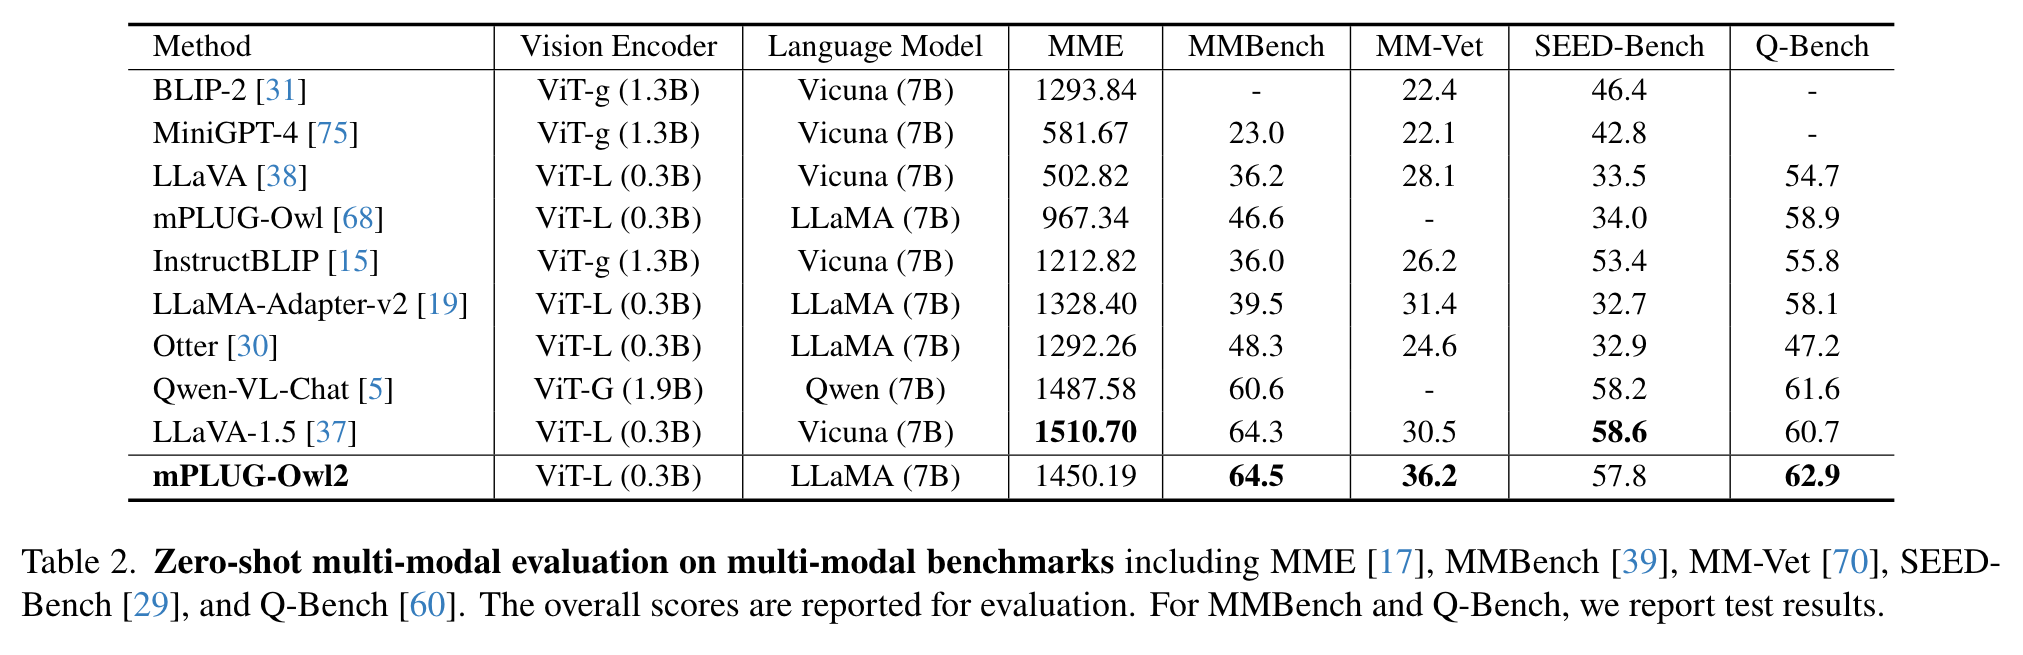 Method Vision Encoder Language Model MME MMBench MM-Vet SEED-Bench Q-Bench
BLIP-2 [31] ViT-g (1.3B) Vicuna (7B) 1293.84 - 22.4 46.4 -
MiniGPT-4 [75] ViT-g (1.3B) Vicuna (7B) 581.67 23.0 22.1 42.8 -
LLaVA [38] ViT-L (0.3B) Vicuna (7B) 502.82 36.2 28.1 33.5 54.7
mPLUG-Owl [68] ViT-L (0.3B) LLaMA (7B) 967.34 46.6 - 34.0 58.9
InstructBLIP [15] ViT-g (1.3B) Vicuna (7B) 1212.82 36.0 26.2 53.4 55.8
LLaMA-Adapter-v2 [19] ViT-L (0.3B) LLaMA (7B) 1328.40 39.5 31.4 32.7 58.1
Otter [30] ViT-L (0.3B) LLaMA (7B) 1292.26 48.3 24.6 32.9 47.2
Qwen-VL-Chat [5] ViT-G (1.9B) Qwen (7B) 1487.58 60.6 - 58.2 61.6
LLaVA-1.5 [37] ViT-L (0.3B) Vicuna (7B) 1510.70 64.3 30.5 58.6 60.7
mPLUG-Owl2 ViT-L (0.3B) LLaMA (7B) 1450.19 64.5 36.2 57.8 62.9
Table 2. Zero-shot multi-modal evaluation on multi-modal benchmarks including MME [17], MMBench [39], MM-Vet [70], SEED-
Bench [29], and Q-Bench [60]. The overall scores are reported for evaluation. For MMBench and Q-Bench, we report test results.